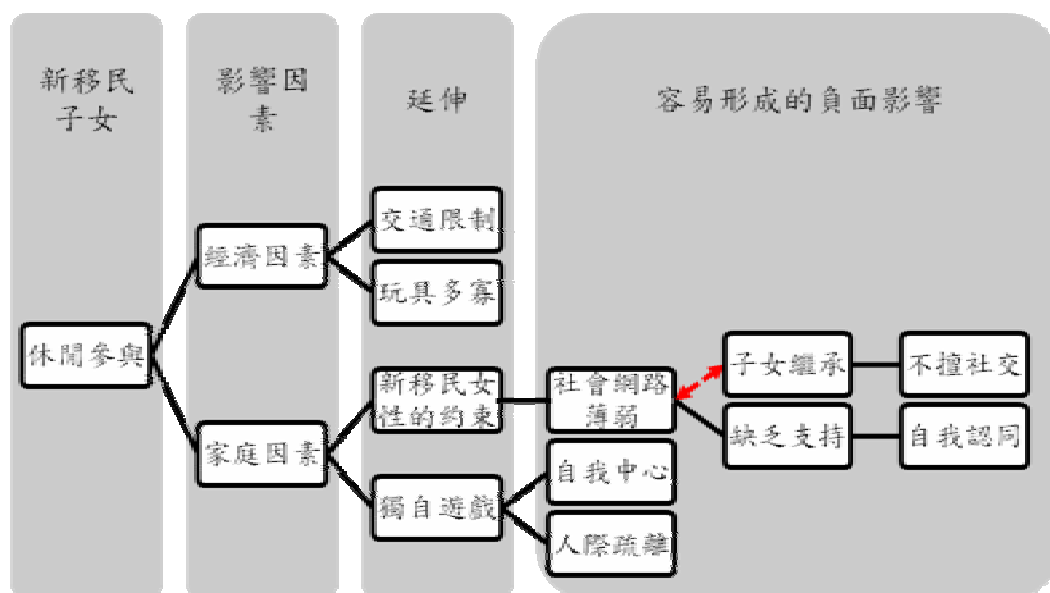 新移民
子女
影響因
素
延伸
容易形成的負面影響
交通限制
經濟因素
玩具多寡
休閒參與
子女繼承
不擅社交
新移民女
性的約束
社會網路
薄弱
缺乏支持
自我認同
家庭因素
自我中心
獨自遊戲
人際疏離